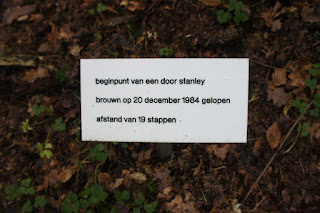 beginpunt van een door stanley
brouwn op 20 december 1984 gelopen
afstand van 19 stappen